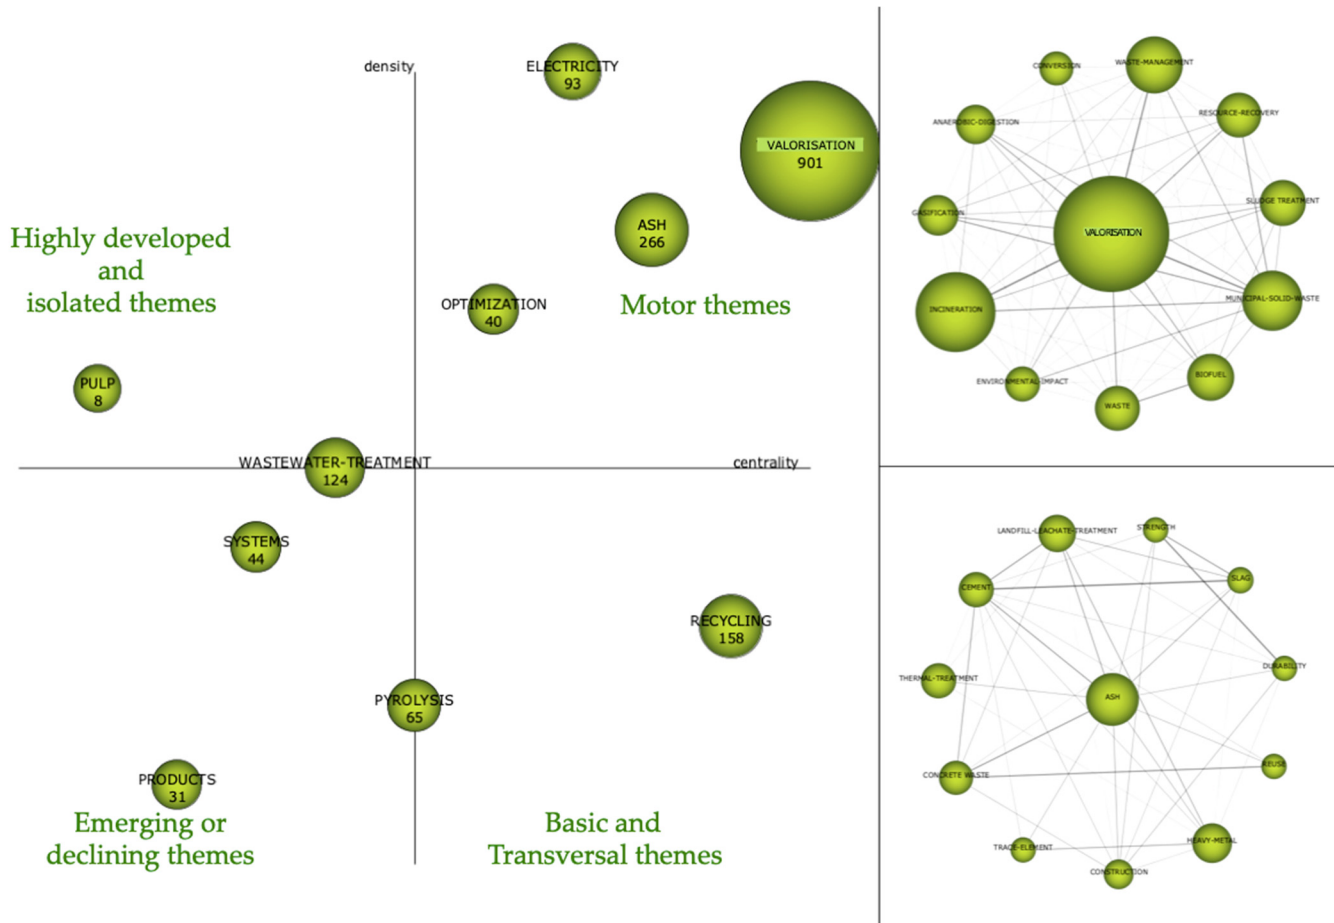 density
ELECTRICITY
93
VALORISATION
901
ASH
266
Highly developed
and
isolated themes
OPTIMIZATION
40
Motor themes
PULP
8
WASTEWATER-TREATMENT
124
centrality
SYSTEMS
44
RECYCLING
158
PYROLYSIS
65
PRODUCTS
31
Emerging or
declining themes
Basic and
Transversal themes
CONVERSION
WASTE-MANAGEMENT
RESOURCE-RECOVERY
ANAEROBIC-DIGESTION
SLUDGE TREATMENT
GASIFICATION
VALORISATION
MUNICIPAL-SOLID-WASTE
INCINERATION
BIOFUEL
ENVIRONMENTAL-IMPACT
WASTE
LANDFILL-LEACHATE-TREATMENT
STRENGTH
SLAG
CEMENT
DURABILITY
THERMAL-TREATMENT
ASH
REUSE
CONCRETE WASTE
HEAVY-METAL
TRACE-ELEMENT
CONSTRUCTION